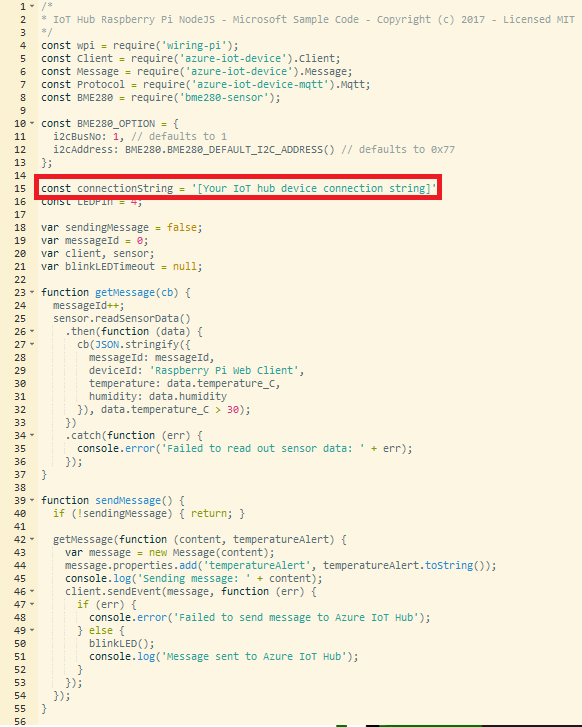 1 /*
2 * IoT Hub Raspberry Pi NodeJS - Microsoft Sample Code - Copyright (c) 2017 - Licensed MIT
3 */
4 const wpi = require('wiring-pi');
5 const Client = require('azure-iot-device').Client;
6 const Message = require('azure-iot-device').Message;
7 const Protocol = require('azure-iot-device-mqtt').Mqtt;
8 const BME280 = require('bme280-sensor');
9
10 const BME280_OPTION = {
11 i2cBusNo: 1, // defaults to 1
12 i2cAddress: BME280.BME280_DEFAULT_I2C_ADDRESS() // defaults to 0x77
13 };
14
15 const connectionString = '[Your IoT hub device connection string]'
16 const LEDPin = 4;
17
18 var sendingMessage = false;
19 var messageId = 0;
20 var client, sensor;
21 var blinkLEDTimeout = null;
22
23 function getMessage(cb) {
24 messageId++;
25 sensor.readSensorData()
26 .then(function (data) {
27 cb(JSON.stringify({
28 messageId: messageId,
29 deviceId: 'Raspberry Pi Web Client',
30 temperature: data.temperature_C,
31 humidity: data.humidity
32 }), data.temperature_C > 30);
33 })
34 .catch(function (err) {
35 console.error('Failed to read out sensor data: ' + err);
36 });
37 }
38
39 function sendMessage() {
40 if (!sendingMessage) { return; }
41
42 getMessage(function (content, temperatureAlert) {
43 var message = new Message(content);
44 message.properties.add('temperatureAlert', temperatureAlert.toString());
45 console.log('Sending message: ' + content);
46 client.sendEvent(message, function (err) {
47 if (err) {
48 console.error('Failed to send message to Azure IoT Hub');
49 } else {
50 blinkLED();
51 console.log('Message sent to Azure IoT Hub');
52 }
53 });
54 });
55 }
56